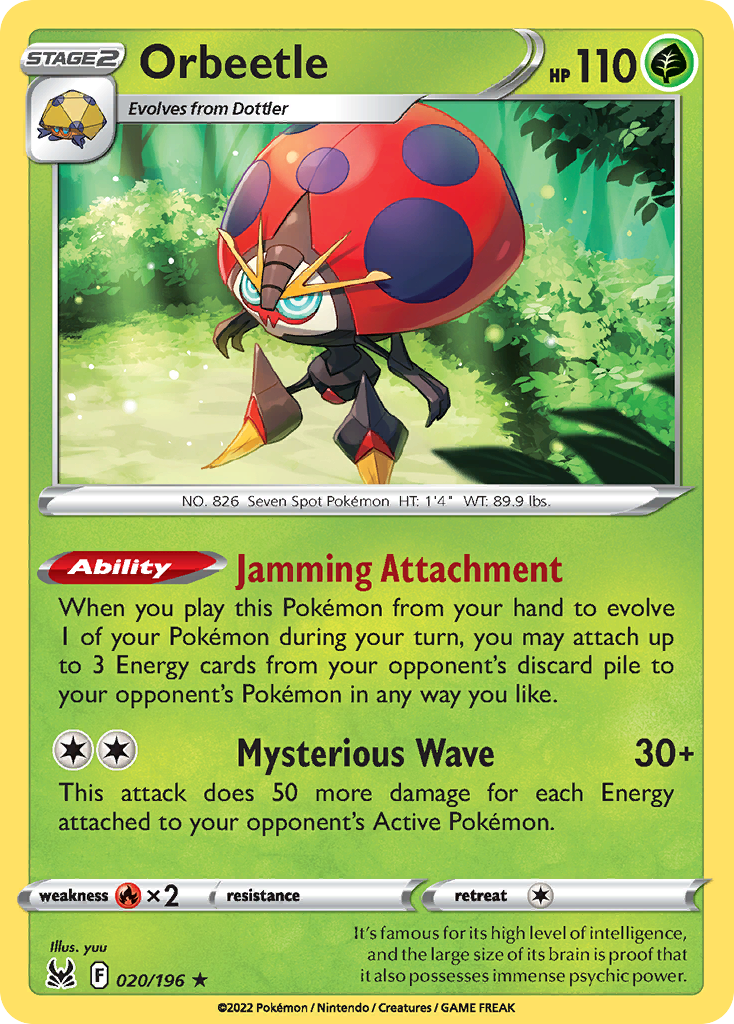 STAGE 2
Orbeetle
HP 110
Evolves from Dottler
NO. 826 Seven Spot Pokémon HT: 1'4" WT: 89.9 lbs.
Ability
Jamming Attachment
When you play this Pokémon from your hand to evolve
1 of your Pokémon during your turn, you may attach up
to 3 Energy cards from your opponent's discard pile to
your opponent's Pokémon in any way you like.
Mysterious Wave 30+
This attack does 50 more damage for each Energy
attached to your opponent's Active Pokémon.
weakness ×2 resistance retreat
Illus. yuu
It's famous for its high level of intelligence,
and the large size of its brain is proof that
it also possesses immense psychic power.
F 020/196 ★
©2022 Pokémon / Nintendo / Creatures / GAME FREAK